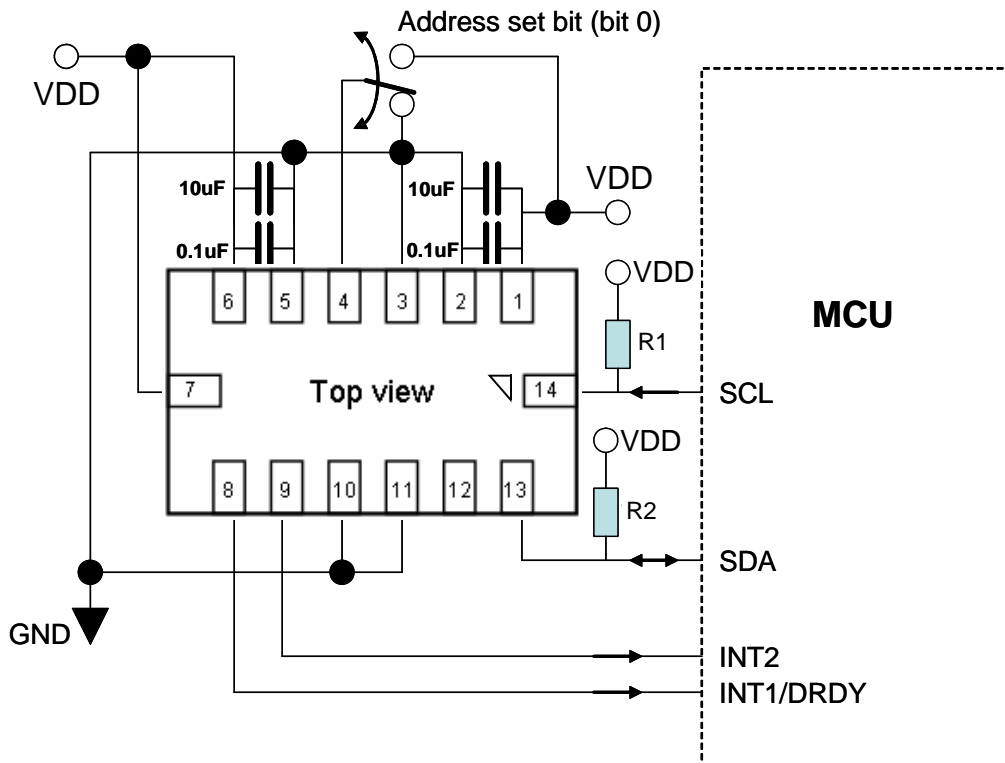 Address set bit (bit 0)
VDD
VDD
10uF
10uF
0.1uF
0.1uF
6
5
4
3
2
1
VDD
R1
MCU
7
Top view
14
SCL
VDD
8
9
10
11
12
13
R2
SDA
GND
INT2
INT1/DRDY